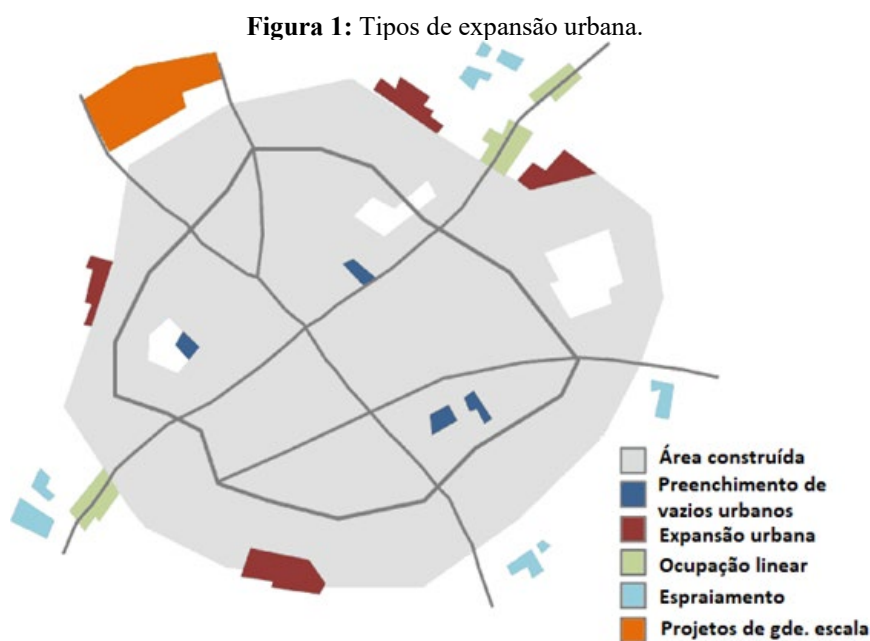 Figura 1: Tipos de expansão urbana.
Área construída
Preenchimento de
vazios urbanos
Expansão urbana
Ocupação linear
Espraiamento
Projetos de gde. escala